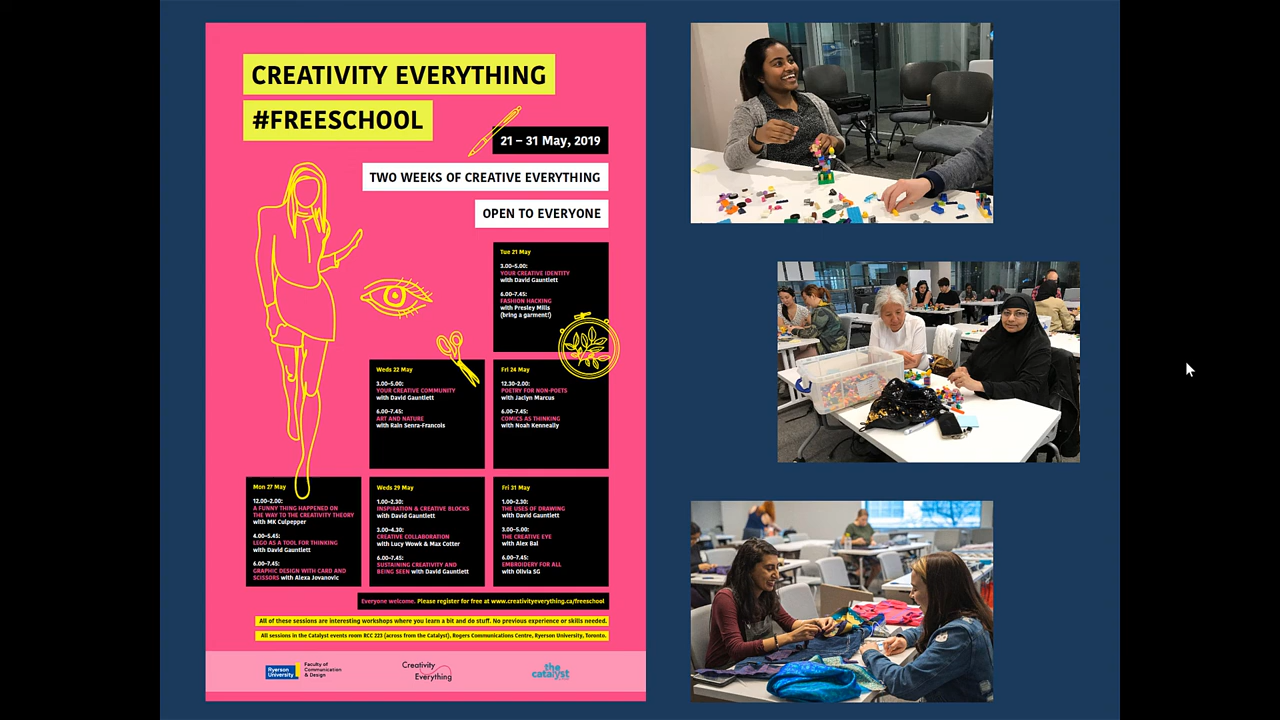 CREATIVITY EVERYTHING
#FREESCHOOL
21 – 31 May, 2019
TWO WEEKS OF CREATIVE EVERYTHING
OPEN TO EVERYONE
Tue 21 May
3.00–5.00:
YOUR CREATIVE IDENTITY
with David Gauntlett
6.00–7.45:
FASHION HACKING
with Presley Mills
(bring a garment!)
Weds 22 May
3.00–5.00:
YOUR CREATIVE COMMUNITY
with David Gauntlett
6.00–7.45:
ART AND NATURE
with Rain Senra-Francois
Fri 24 May
12.30–2.00:
POETRY FOR NON-POETS
with Jaclyn Marcus
6.00–7.45:
COMICS AS THINKING
with Noah Kenneally
Mon 27 May
12.00–2.00:
A FUNNY THING HAPPENED ON
THE WAY TO THE CREATIVITY THEORY
with MK Culpepper
4.00–5.45:
LEGO AS A TOOL FOR THINKING
with David Gauntlett
6.00–7.45:
GRAPHIC DESIGN WITH CARD AND
SCISSORS with Alexa Jovanovic
Weds 29 May
1.00–2.30:
INSPIRATION & CREATIVE BLOCKS
with David Gauntlett
3.00–4.30:
CREATIVE COLLABORATION
with Lucy Wowk & Max Cotter
6.00–7.45:
SUSTAINING CREATIVITY AND
BEING SEEN with David Gauntlett
Fri 31 May
1.00–2.30:
THE USES OF DRAWING
with David Gauntlett
3.00–5.00:
THE CREATIVE EYE
with Alex Bal
6.00–7.45:
EMBROIDERY FOR ALL
with Olivia SG
Everyone welcome. Please register for free at www.creativityeverything.ca/freeschool
All of these sessions are interesting workshops where you learn a bit and do stuff. No previous experience or skills needed.
All sessions in the Catalyst events room RCC 223 (across from the Catalyst), Rogers Communications Centre, Ryerson University, Toronto.
Ryerson
University
Faculty of
Communication
& Design
Creativity
Everything
the
catalyst